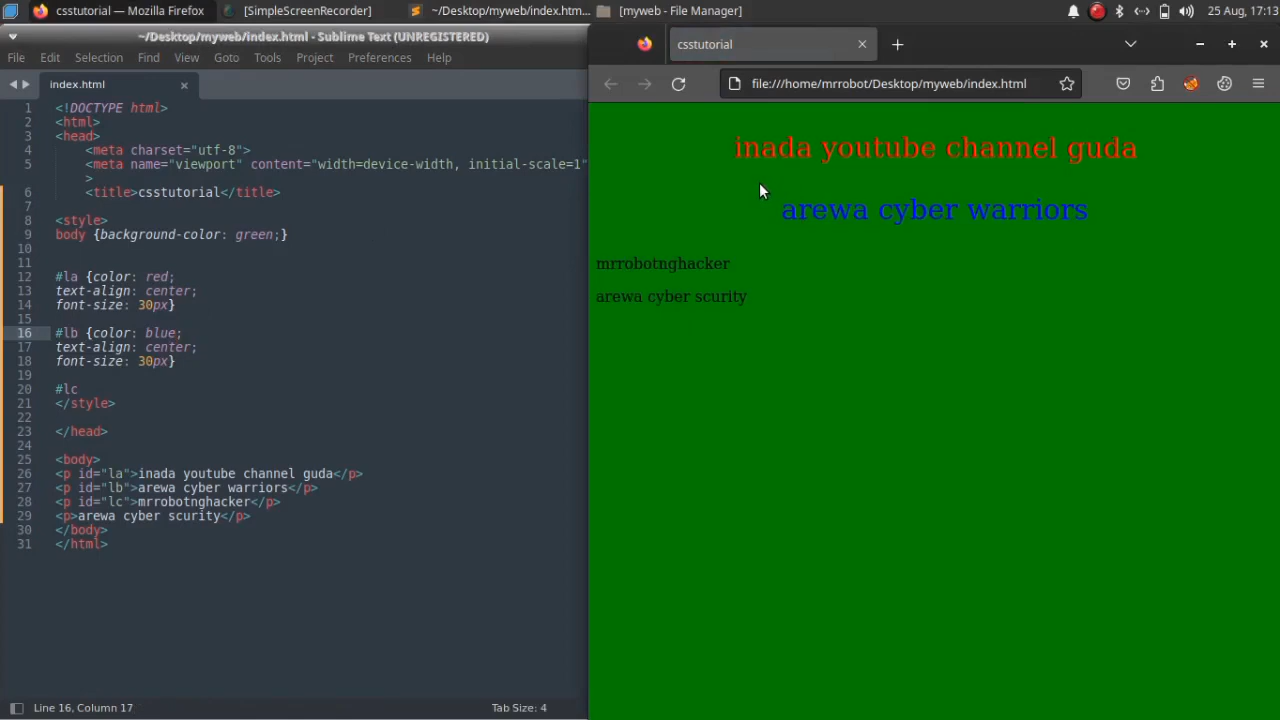 csstutorial — Mozilla Firefox
[SimpleScreenRecorder]
~/Desktop/myweb/index.htm...
[myweb - File Manager]
25 Aug, 17:13
~/Desktop/myweb/index.html - Sublime Text (UNREGISTERED)
File Edit Selection Find View Goto Tools Project Preferences Help
index.html
1 <!DOCTYPE html>
2 <html>
3 <head>
4 <meta charset="utf-8">
5 <meta name="viewport" content="width=device-width, initial-scale=1"
>
6 <title>csstutorial</title>
7
8 <style>
9 body {background-color: green;}
10
11
12 #la {color: red;
13 text-align: center;
14 font-size: 30px}
15
16 #lb {color: blue;
17 text-align: center;
18 font-size: 30px}
19
20 #lc
21 </style>
22
23 </head>
24
25 <body>
26 <p id="la">inada youtube channel guda</p>
27 <p id="lb">arewa cyber warriors</p>
28 <p id="lc">mrrobotnghacker</p>
29 <p>arewa cyber scurity</p>
30 </body>
31 </html>
Line 16, Column 17
Tab Size: 4
csstutorial
file:///home/mrrobot/Desktop/myweb/index.html
inada youtube channel guda
arewa cyber warriors
mrrobotnghacker
arewa cyber scurity